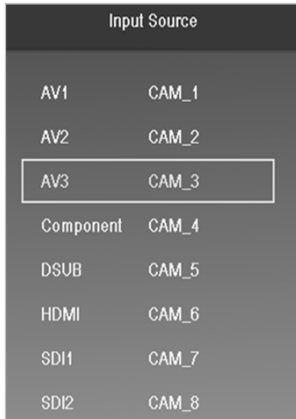 Input Source
AV1 CAM_1
AV2 CAM_2
AV3 CAM_3
Component CAM_4
DSUB CAM_5
HDMI CAM_6
SDI1 CAM_7
SDI2 CAM_8